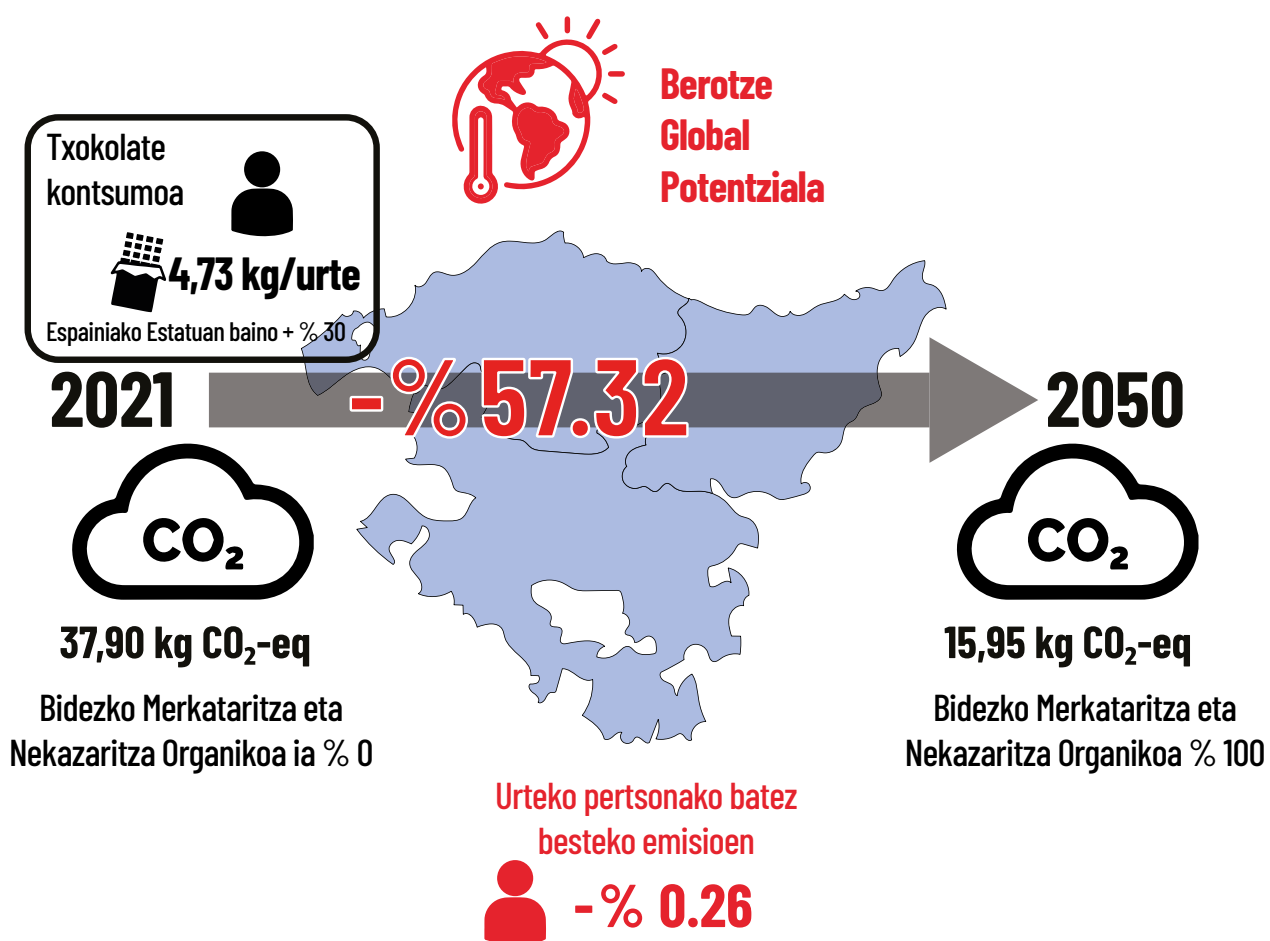 Berotze
Global
Potentziala
Txokolate
kontsumoa
4,73 kg/urte
Espainiako Estatuan baino + % 30
2021
-%57.32
2050
CO₂
CO₂
37,90 kg CO₂-eq
Bidezko Merkataritza eta
Nekazaritza Organikoa ia % 0
15,95 kg CO₂-eq
Bidezko Merkataritza eta
Nekazaritza Organikoa % 100
Urteko pertsonako batez
besteko emisioen
-% 0.26